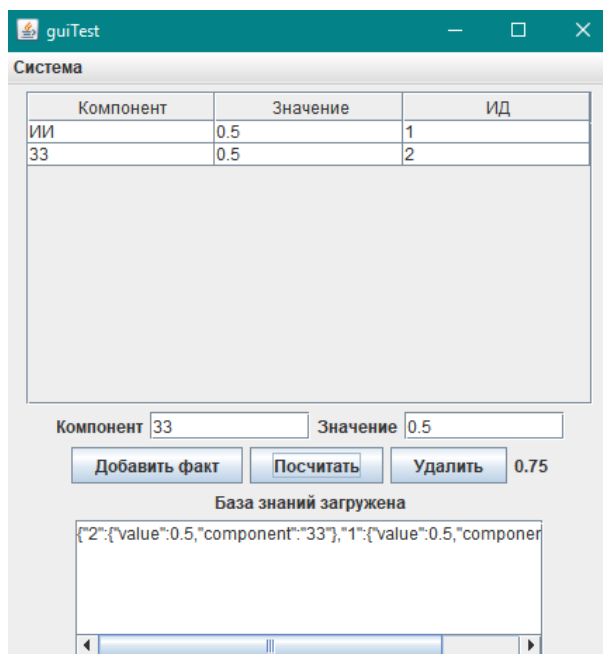 guiTest
Система
Компонент Значение ИД
ИИ 0.5 1
33 0.5 2
Компонент 33 Значение 0.5
Добавить факт Посчитать Удалить 0.75
База знаний загружена
{"2":{"value":0.5,"component":"33"},"1":{"value":0.5,"componen